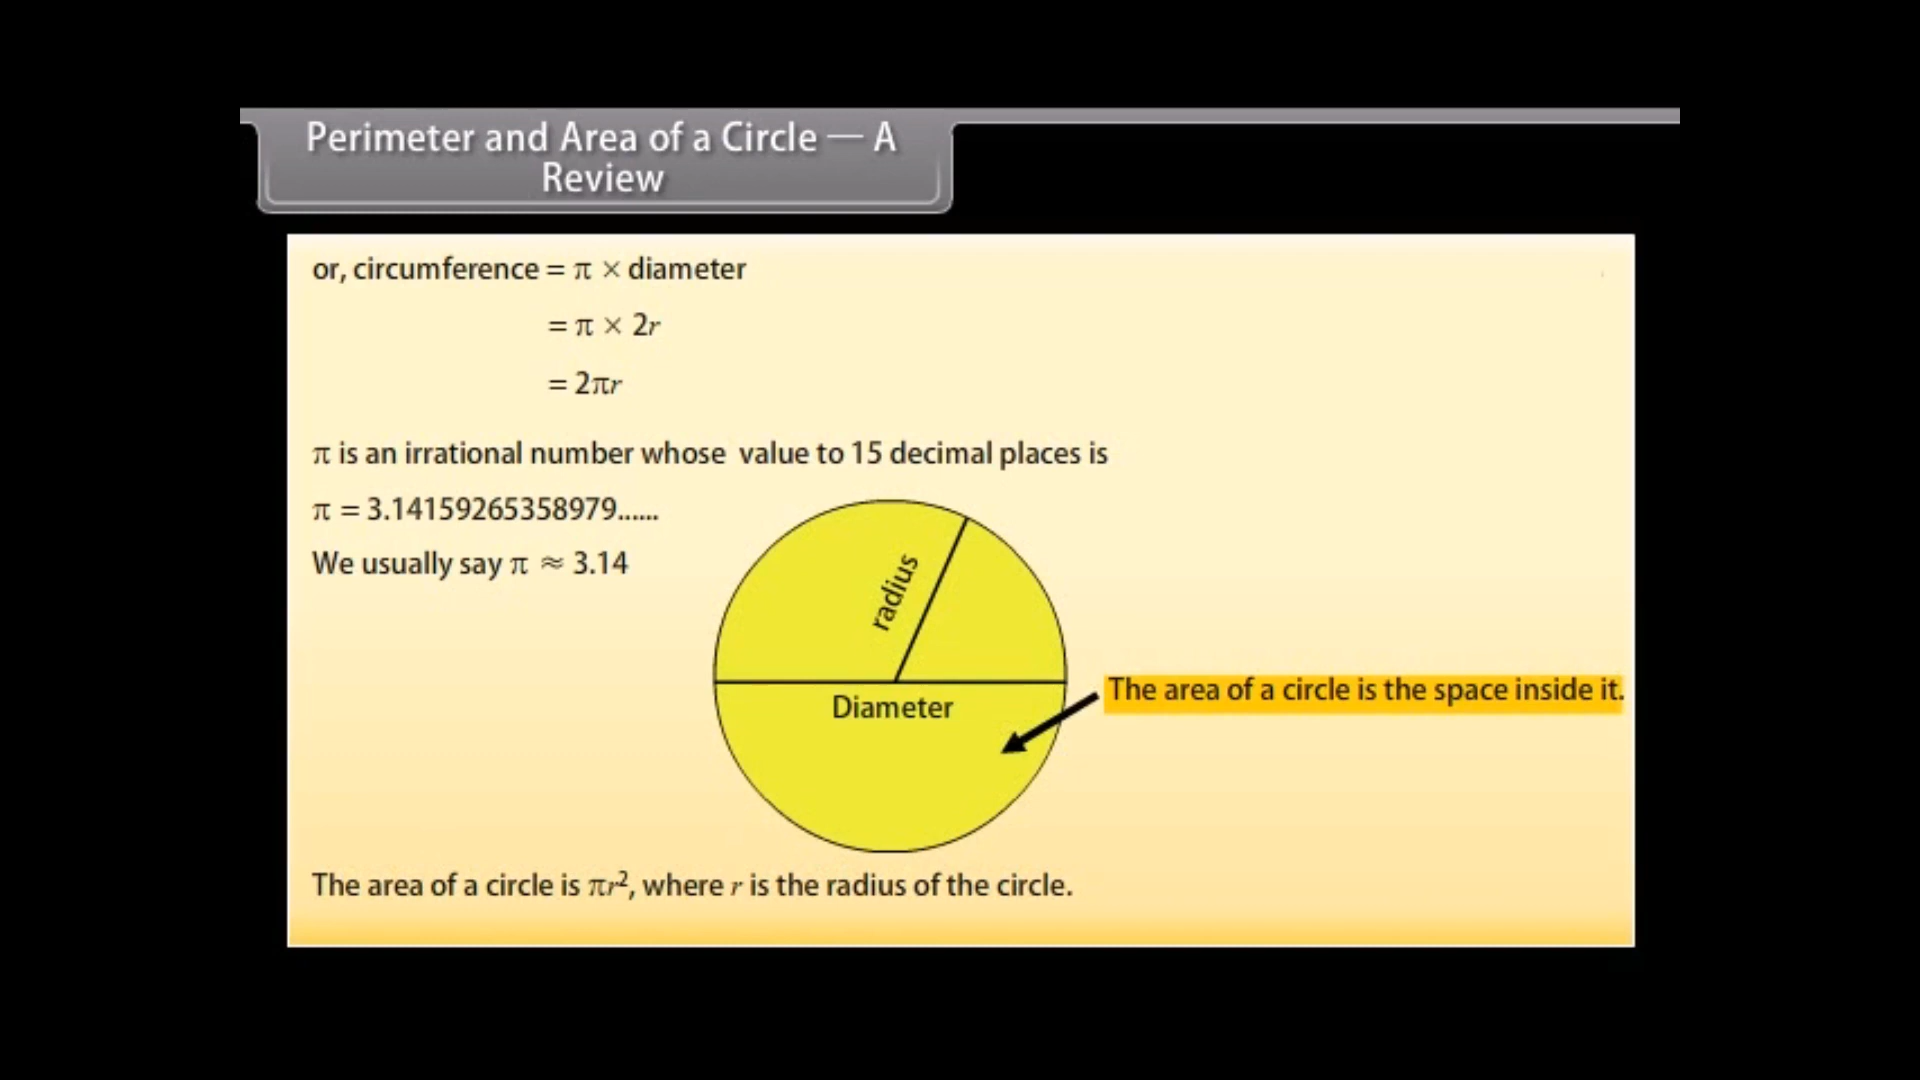 Perimeter and Area of a Circle — A
Review
or, circumference = π × diameter
= π × 2r
= 2πr
π is an irrational number whose value to 15 decimal places is
π = 3.14159265358979......
We usually say π ≈ 3.14
radius
Diameter
The area of a circle is the space inside it.
The area of a circle is πr², where r is the radius of the circle.